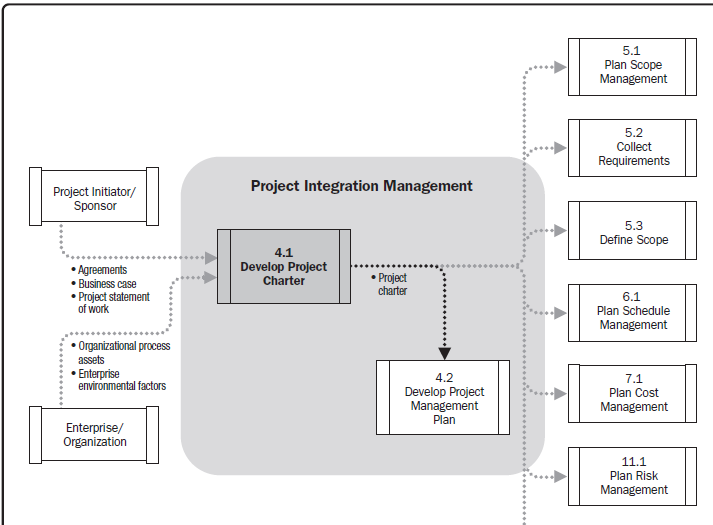 Project Integration Management
Project Initiator/
Sponsor
• Agreements
• Business case
• Project statement
of work
• Organizational process
assets
• Enterprise
environmental factors
Enterprise/
Organization
4.1
Develop Project
Charter
• Project
charter
4.2
Develop Project
Management
Plan
5.1
Plan Scope
Management
5.2
Collect
Requirements
5.3
Define Scope
6.1
Plan Schedule
Management
7.1
Plan Cost
Management
11.1
Plan Risk
Management